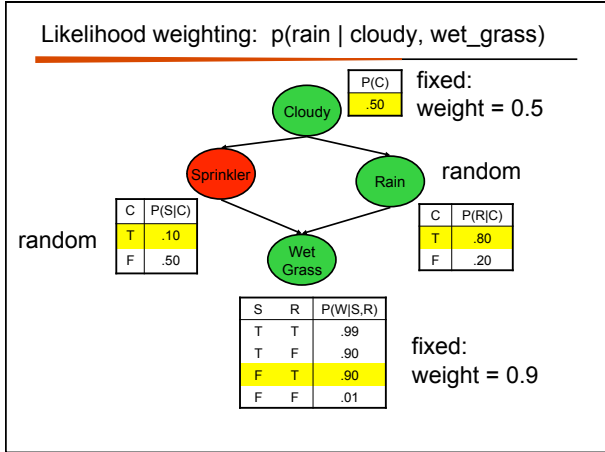 Likelihood weighting: p(rain | cloudy, wet_grass)
P(C)
.50
fixed:
weight = 0.5
Cloudy
Sprinkler
Rain
random
random
C P(S|C)
T .10
F .50
C P(R|C)
T .80
F .20
Wet
Grass
S R P(W|S,R)
T T .99
T F .90
F T .90
F F .01
fixed:
weight = 0.9